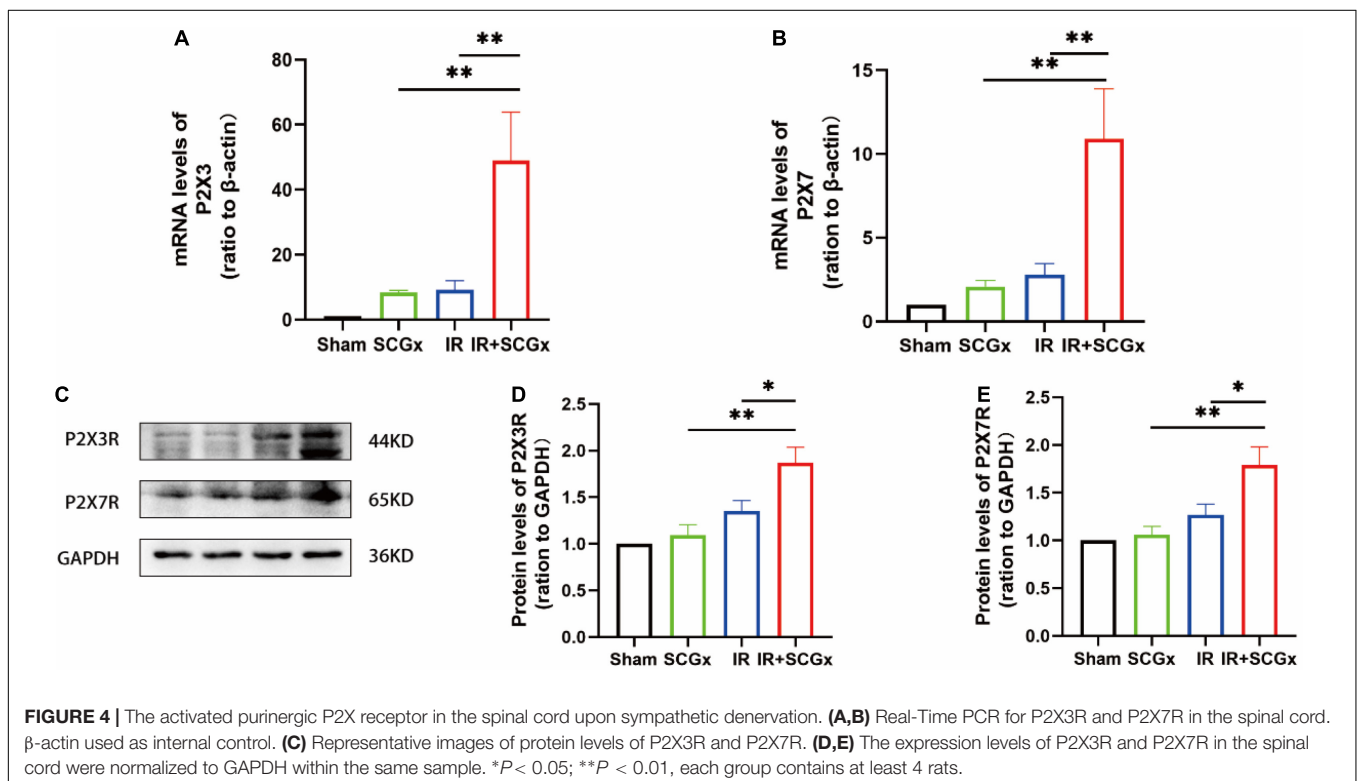 A
mRNA levels of
P2X3
(ratio to β-actin)
80
60
40
20
0
**
**
Sham SCGx IR IR+SCGx
B
mRNA levels of
P2X7
(ration to β-actin)
15
10
5
0
**
**
Sham SCGx IR IR+SCGx
C
P2X3R 44KD
P2X7R 65KD
GAPDH 36KD
D
Protein levels of P2X3R
(ration to GAPDH)
2.5
2.0
1.5
1.0
0.5
0.0
*
**
Sham SCGx IR IR+SCGx
E
Protein levels of P2X7R
(ration to GAPDH)
2.5
2.0
1.5
1.0
0.5
0.0
*
**
Sham SCGx IR IR+SCGx
FIGURE 4 | The activated purinergic P2X receptor in the spinal cord upon sympathetic denervation. (A,B) Real-Time PCR for P2X3R and P2X7R in the spinal cord.
β-actin used as internal control. (C) Representative images of protein levels of P2X3R and P2X7R. (D,E) The expression levels of P2X3R and P2X7R in the spinal
cord were normalized to GAPDH within the same sample. *P< 0.05; **P < 0.01, each group contains at least 4 rats.